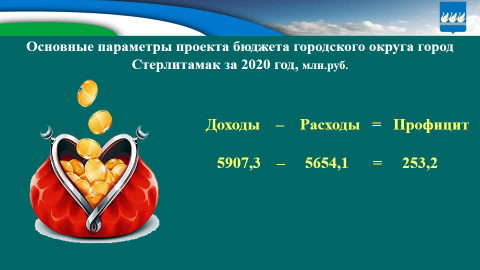 Основные параметры проекта бюджета городского округа город
Стерлитамак за 2020 год, млн.руб.
Доходы – Расходы = Профицит
5907,3 – 5654,1 = 253,2